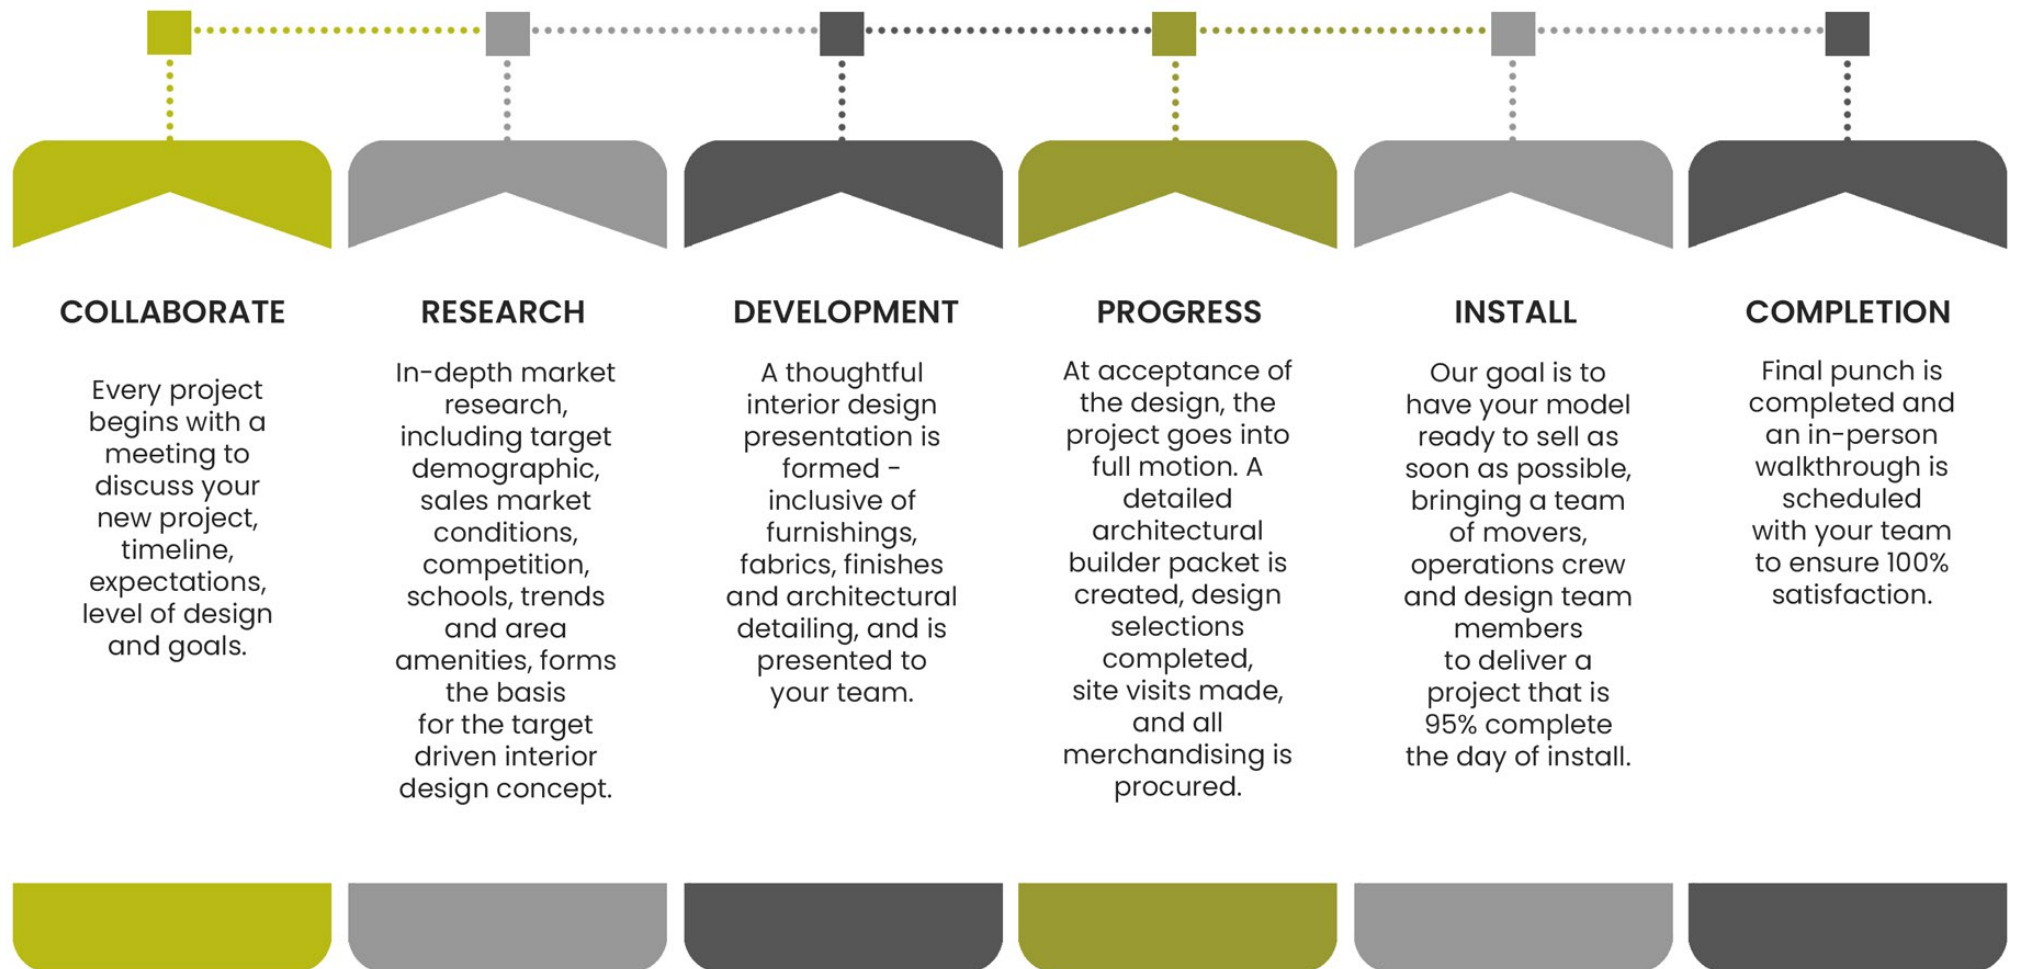 COLLABORATE
Every project
begins with a
meeting to
discuss your
new project,
timeline,
expectations,
level of design
and goals.
RESEARCH
In-depth market
research,
including target
demographic,
sales market
conditions,
competition,
schools, trends
and area
amenities, forms
the basis
for the target
driven interior
design concept.
DEVELOPMENT
A thoughtful
interior design
presentation is
formed -
inclusive of
furnishings,
fabrics, finishes
and architectural
detailing, and is
presented to
your team.
PROGRESS
At acceptance of
the design, the
project goes into
full motion. A
detailed
architectural
builder packet is
created, design
selections
completed,
site visits made,
and all
merchandising is
procured.
INSTALL
Our goal is to
have your model
ready to sell as
soon as possible,
bringing a team
of movers,
operations crew
and design team
members
to deliver a
project that is
95% complete
the day of install.
COMPLETION
Final punch is
completed and
an in-person
walkthrough is
scheduled
with your team
to ensure 100%
satisfaction.